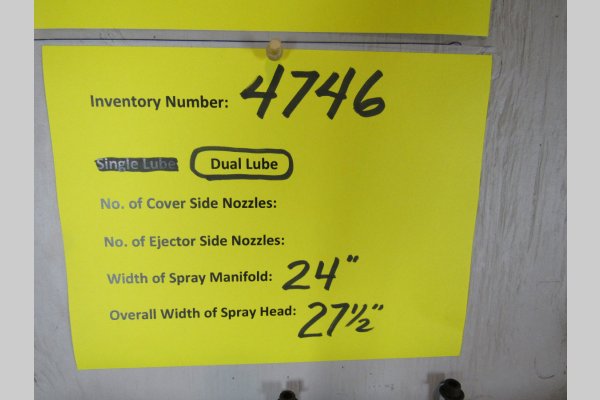 Inventory Number: 4746
Single Lube Dual Lube
No. of Cover Side Nozzles:
No. of Ejector Side Nozzles:
Width of Spray Manifold: 24"
Overall Width of Spray Head: 27½"